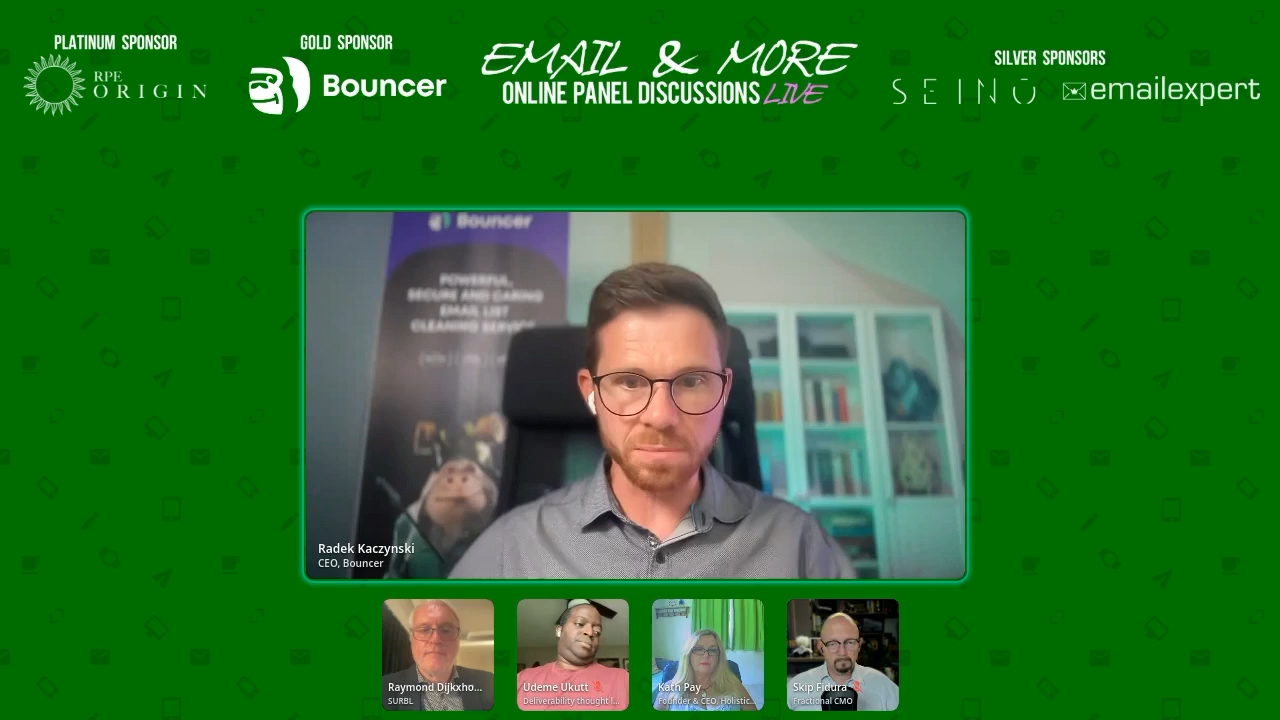 PLATINUM SPONSOR
RPE
ORIGIN
GOLD SPONSOR
Bouncer
EMAIL & MORE
ONLINE PANEL DISCUSSIONS LIVE
SILVER SPONSORS
SEINŌ
emailexpert
Bouncer
POWERFUL,
SECURE AND CARING
EMAIL LIST
CLEANING SERVICE
Radek Kaczynski
CEO, Bouncer
Raymond Dijkxho...
SURBL
Udeme Ukutt
Deliverability thought l...
Kath Pay
Founder & CEO, Holistic...
Skip Fidura
Fractional CMO